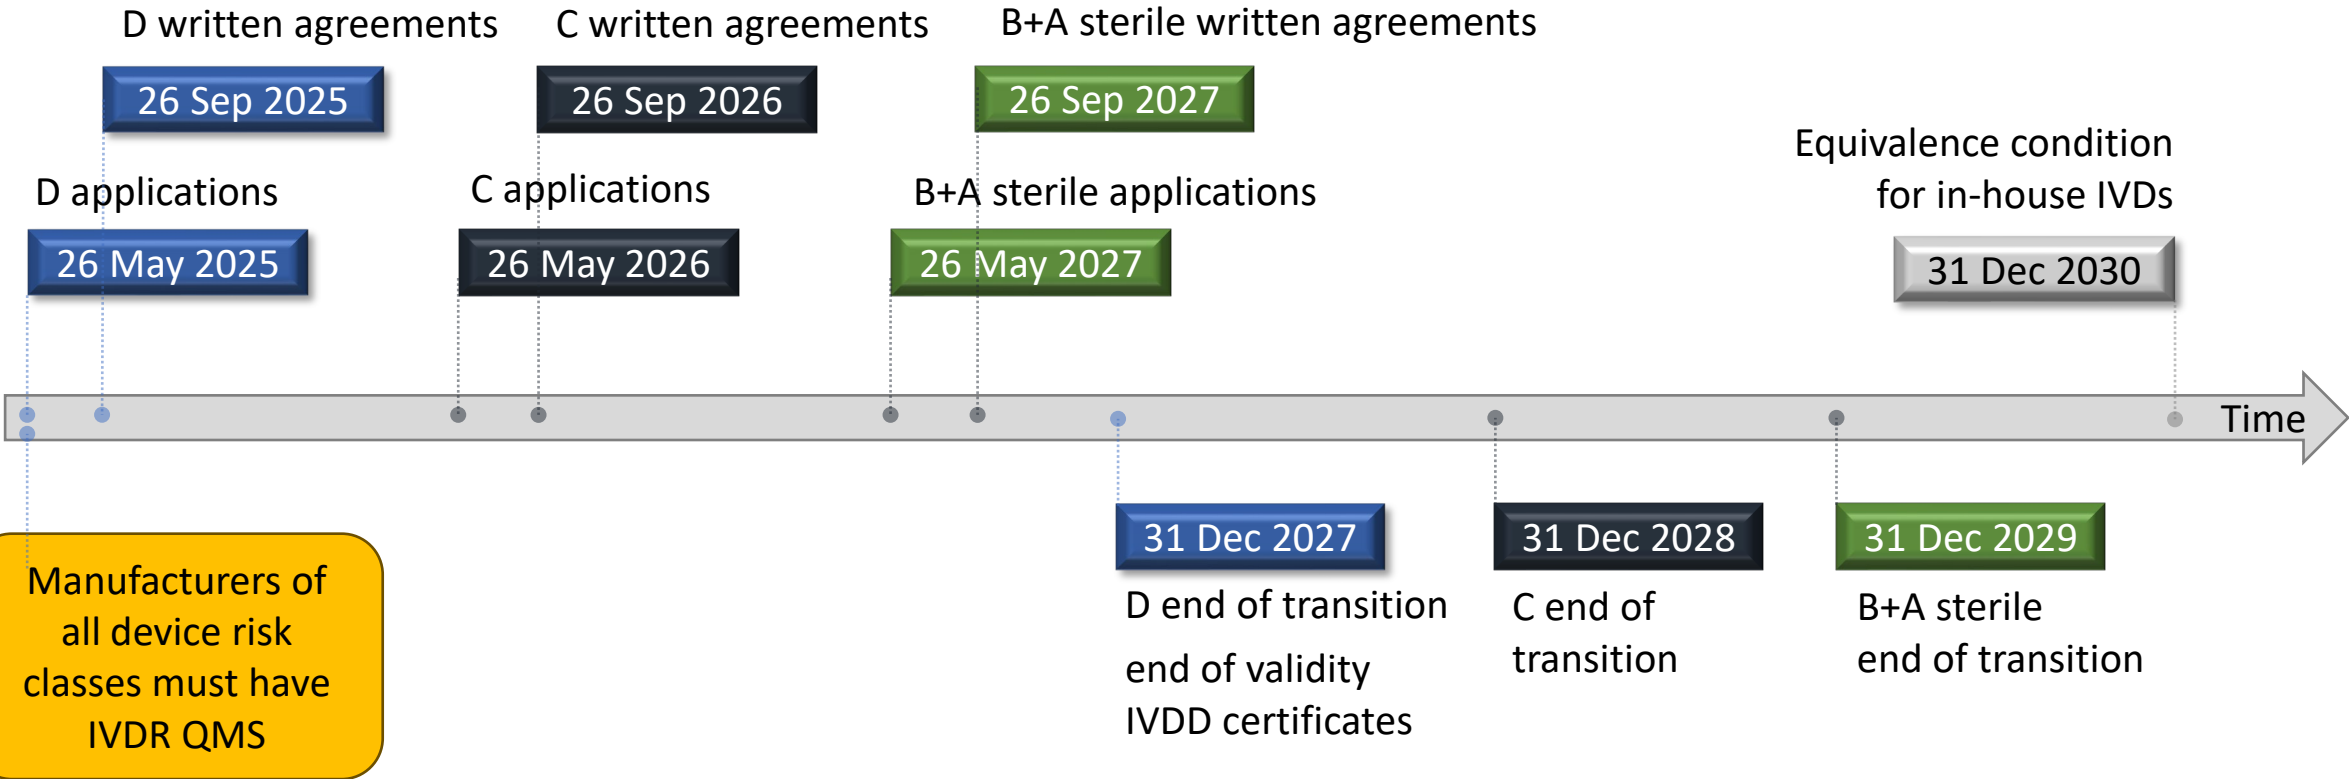 D written agreements
26 Sep 2025
C written agreements
26 Sep 2026
B+A sterile written agreements
26 Sep 2027
D applications
26 May 2025
C applications
26 May 2026
B+A sterile applications
26 May 2027
Equivalence condition
for in-house IVDs
31 Dec 2030
Time
Manufacturers of
all device risk
classes must have
IVDR QMS
31 Dec 2027
D end of transition
end of validity
IVDD certificates
31 Dec 2028
C end of
transition
31 Dec 2029
B+A sterile
end of transition